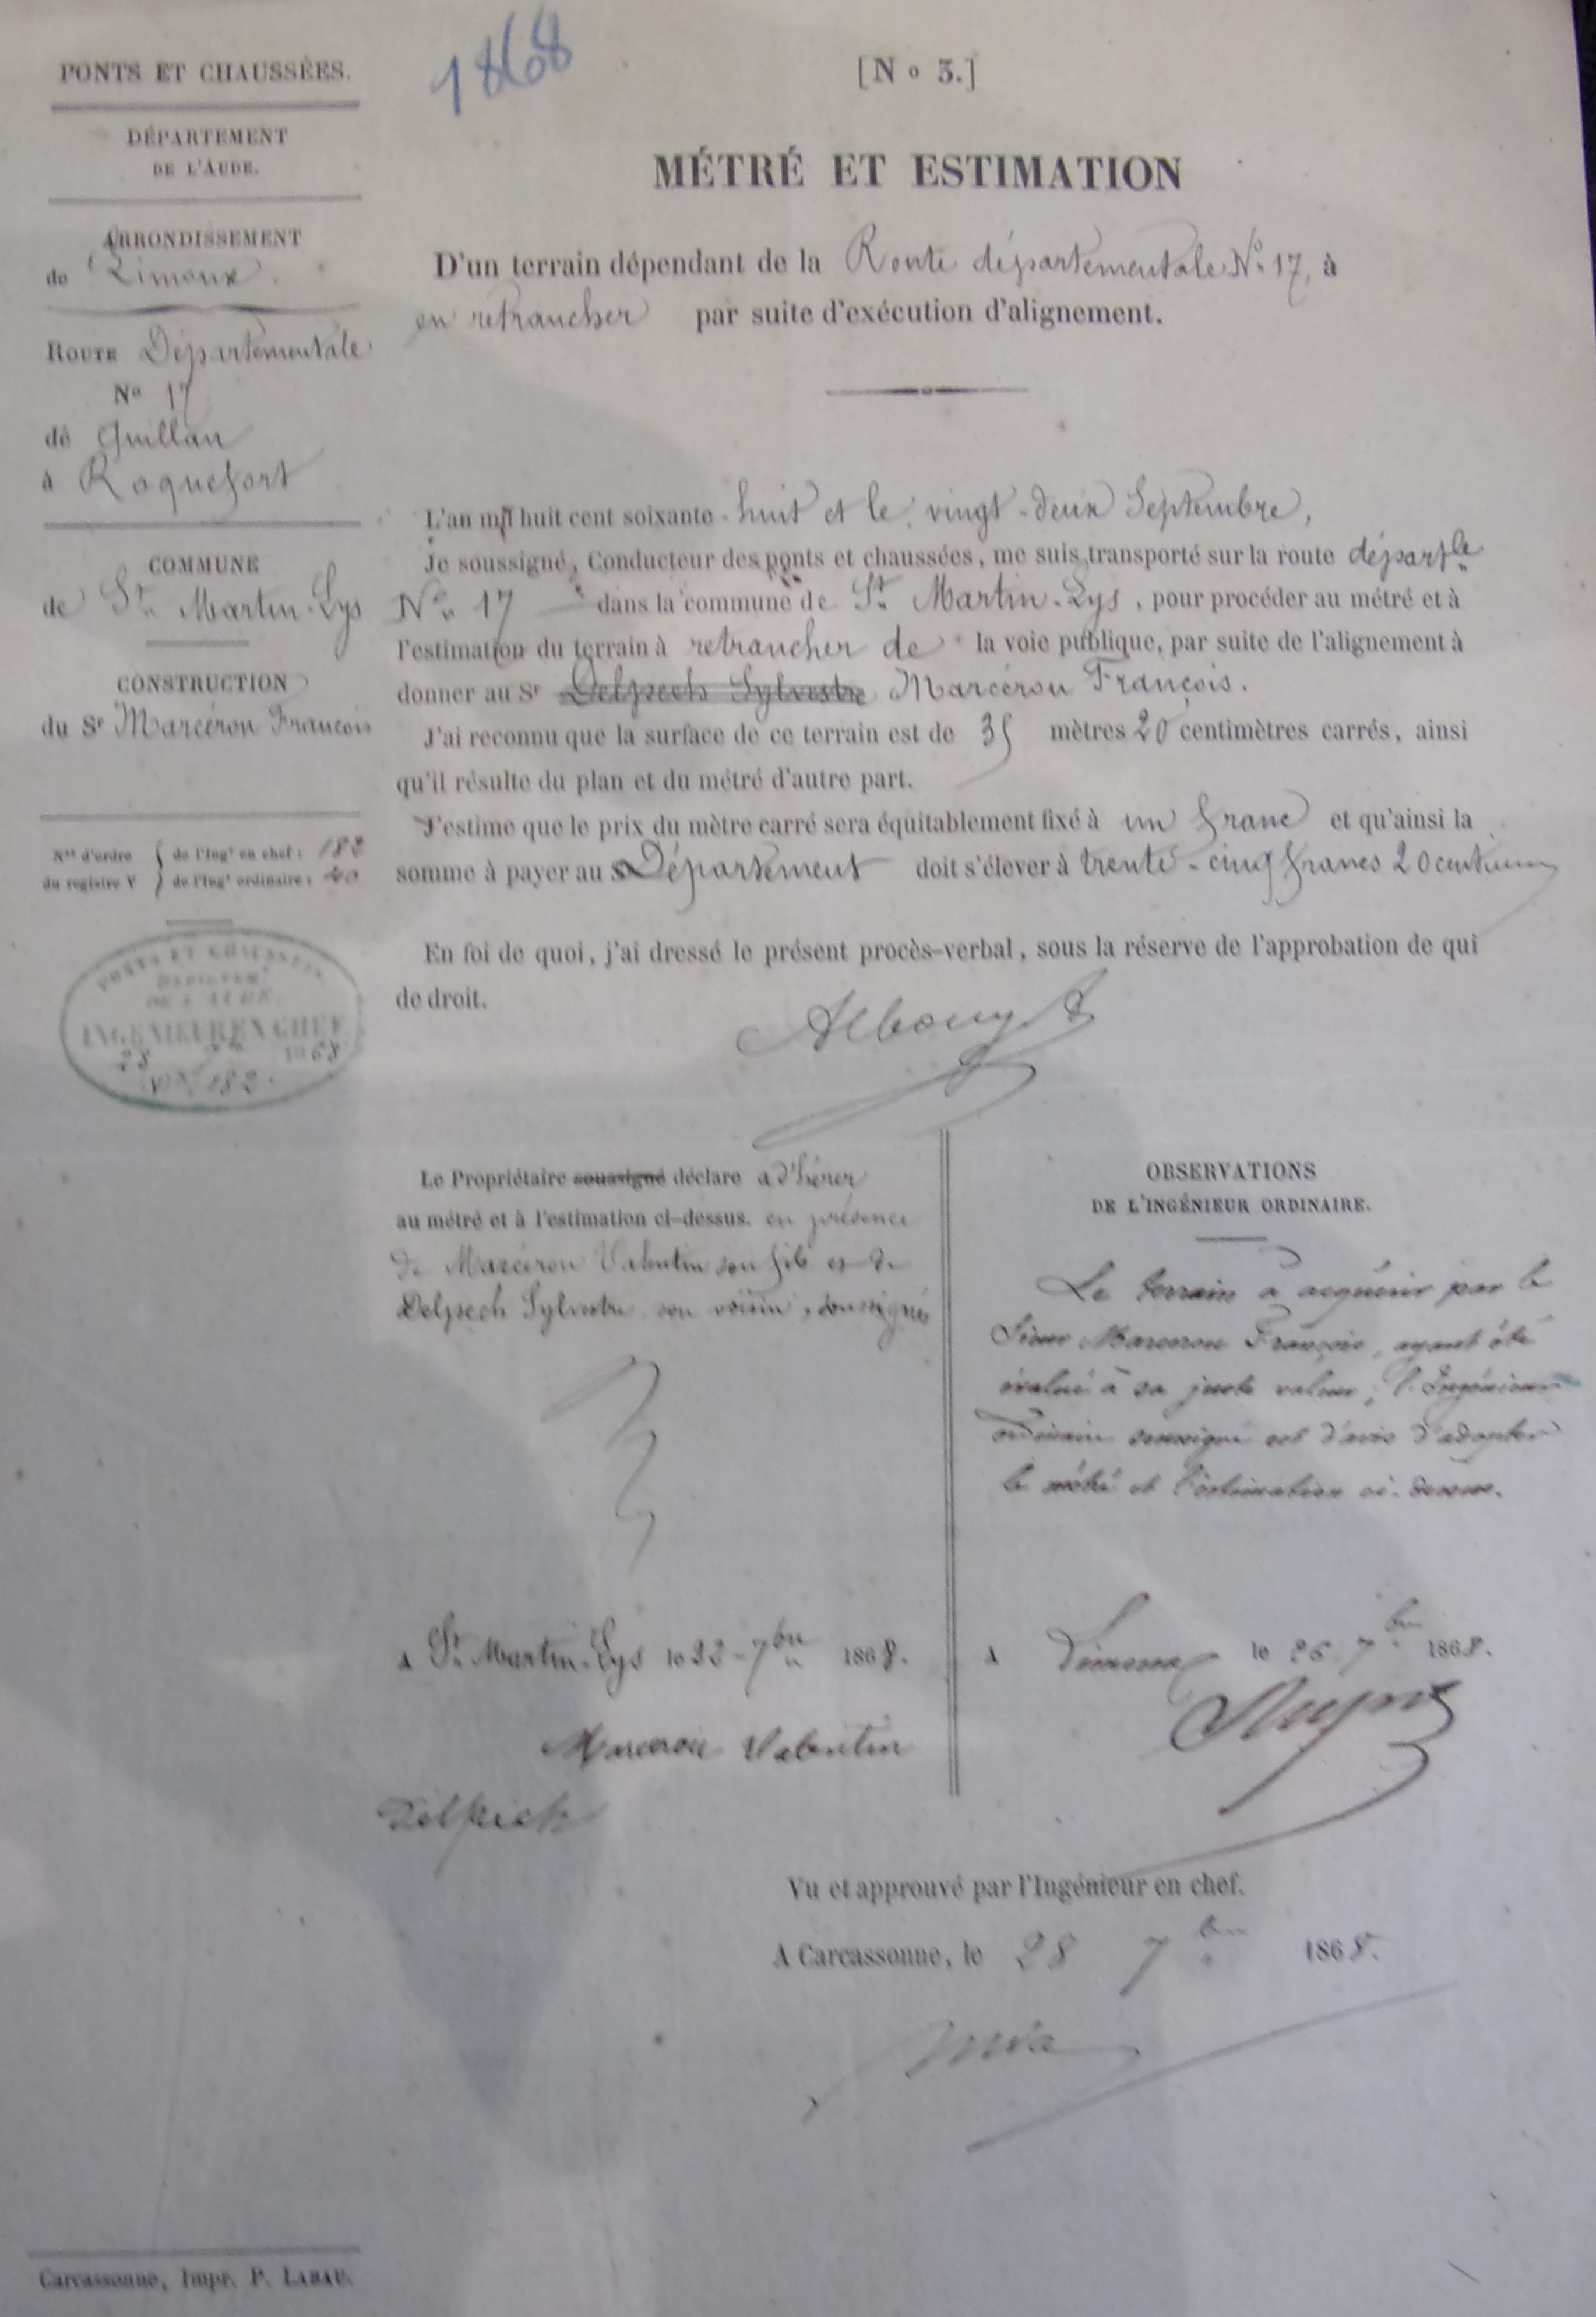 PONTS ET CHAUSSÉES.
DÉPARTEMENT
DE L'AUDE.
ARRONDISSEMENT
de Limoux.
ROUTE Départementale
No 17
de Quillan
à Roquefort
COMMUNE
de St. Martin-Lys
CONSTRUCTION
du Sr Marcérou François
Nos d'ordre du registre V
de l'Ingr en chef : 182
de l'Ingr ordinaire : 40
PONTS ET CHAUSSÉES
DÉPARTEMt
DE L'AUDE.
INGÉNIEUR EN CHEF
28 1868
V No 182.
Carcassonne, Impr. P. LABAU.
1868
[No 3.]
MÉTRÉ ET ESTIMATION
D'un terrain dépendant de la Route départementale No. 17, à
en retrancher par suite d'exécution d'alignement.
L'an mil huit cent soixante-huit et le vingt-deux Septembre,
Je soussigné, Conducteur des ponts et chaussées, me suis transporté sur la route départle
No. 17 dans la commune de St. Martin-Lys, pour procéder au métré et à
l'estimation du terrain à retrancher de la voie publique, par suite de l'alignement à
donner au Sr Delpech Sylvestre Marcérou François.
J'ai reconnu que la surface de ce terrain est de 35 mètres 20 centimètres carrés, ainsi
qu'il résulte du plan et du métré d'autre part.
J'estime que le prix du mètre carré sera équitablement fixé à un franc et qu'ainsi la
somme à payer au Département doit s'élever à trente-cinq francs 20 centimes
En foi de quoi, j'ai dressé le présent procès-verbal, sous la réserve de l'approbation de qui
de droit.
Albouy
Le Propriétaire soussigné déclare adhérer
au métré et à l'estimation ci-dessus. en présence
de Marcérou Valentin son fils et de
Delpech Sylvestre son voisin, soussignés
A St. Martin-Lys le 22 7bre 1868.
Marcerou Valentin
Delpech
OBSERVATIONS
DE L'INGÉNIEUR ORDINAIRE.
Le terrain à acquérir par le
Sieur Marcerou François, ayant été
évalué à sa juste valeur, l'Ingénieur
ordinaire soussigné est d'avis d'adopter
le métré et l'estimation ci-dessus.
A Limoux le 26 7bre 1868.
Vu et approuvé par l'Ingénieur en chef.
A Carcassonne, le 28 7bre 1868.